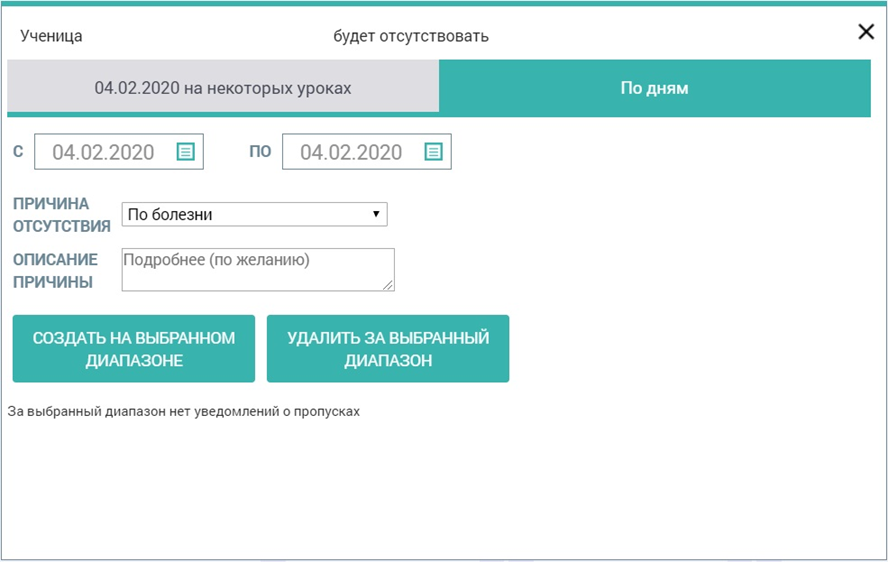 Ученица будет отсутствовать
04.02.2020 на некоторых уроках
По дням
С 04.02.2020 ПО 04.02.2020
ПРИЧИНА
ОТСУТСТВИЯ
По болезни
ОПИСАНИЕ
ПРИЧИНЫ
Подробнее (по желанию)
СОЗДАТЬ НА ВЫБРАННОМ
ДИАПАЗОНЕ
УДАЛИТЬ ЗА ВЫБРАННЫЙ
ДИАПАЗОН
За выбранный диапазон нет уведомлений о пропусках